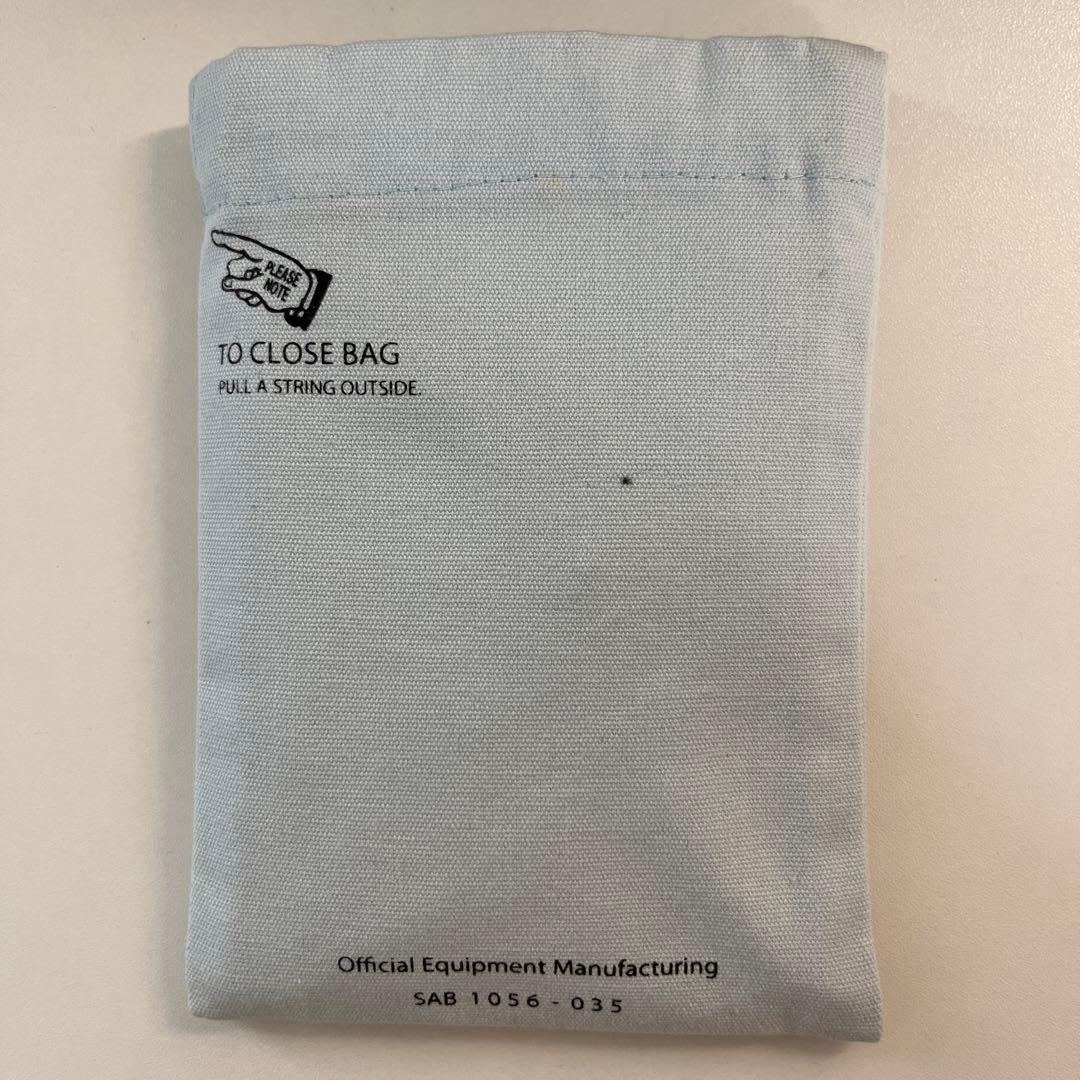 PLEASE
NOTE
TO CLOSE BAG
PULL A STRING OUTSIDE.
Official Equipment Manufacturing
SAB 1056 - 035